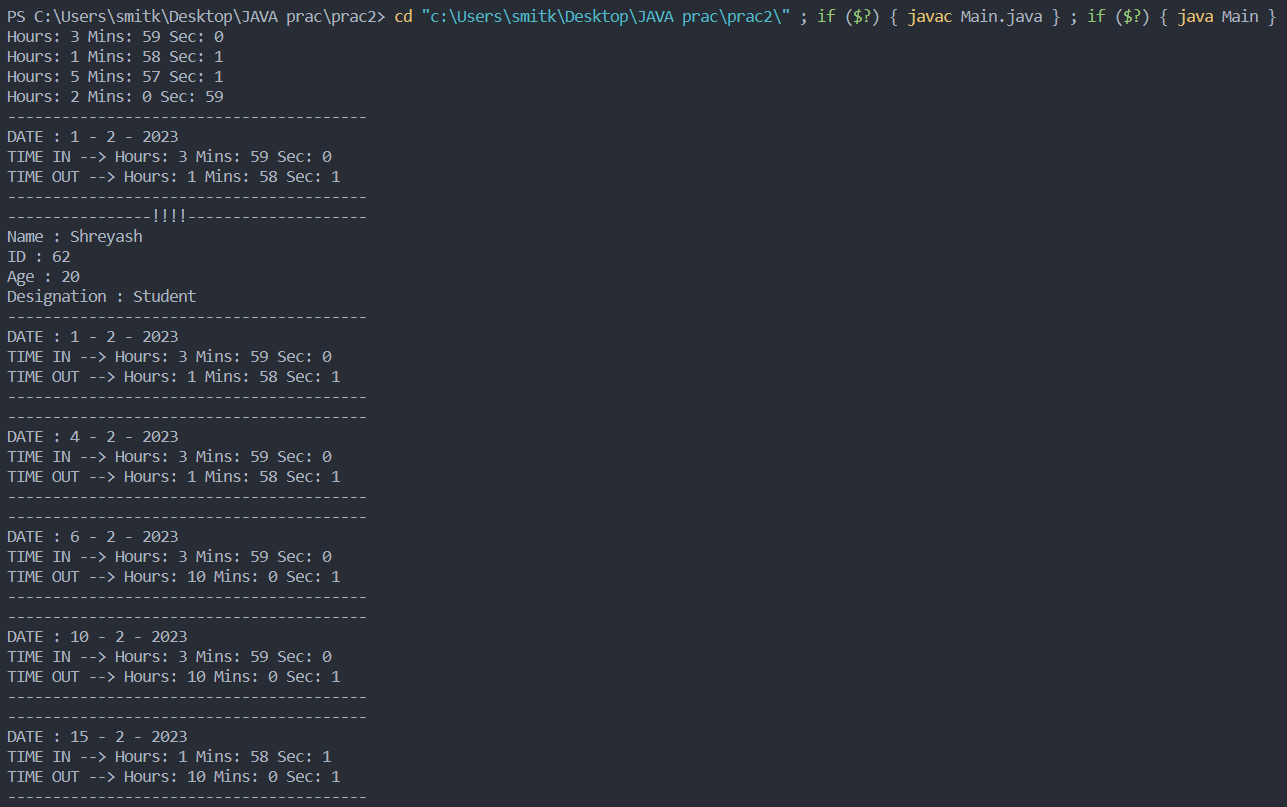 PS C:\Users\smitk\Desktop\JAVA prac\prac2> cd "c:\Users\smitk\Desktop\JAVA prac\prac2\" ; if ($?) { javac Main.java } ; if ($?) { java Main }
Hours: 3 Mins: 59 Sec: 0
Hours: 1 Mins: 58 Sec: 1
Hours: 5 Mins: 57 Sec: 1
Hours: 2 Mins: 0 Sec: 59
----------------------------------------
DATE : 1 - 2 - 2023
TIME IN --> Hours: 3 Mins: 59 Sec: 0
TIME OUT --> Hours: 1 Mins: 58 Sec: 1
----------------------------------------
----------------!!!!--------------------
Name : Shreyash
ID : 62
Age : 20
Designation : Student
----------------------------------------
DATE : 1 - 2 - 2023
TIME IN --> Hours: 3 Mins: 59 Sec: 0
TIME OUT --> Hours: 1 Mins: 58 Sec: 1
----------------------------------------
----------------------------------------
DATE : 4 - 2 - 2023
TIME IN --> Hours: 3 Mins: 59 Sec: 0
TIME OUT --> Hours: 1 Mins: 58 Sec: 1
----------------------------------------
----------------------------------------
DATE : 6 - 2 - 2023
TIME IN --> Hours: 3 Mins: 59 Sec: 0
TIME OUT --> Hours: 10 Mins: 0 Sec: 1
----------------------------------------
----------------------------------------
DATE : 10 - 2 - 2023
TIME IN --> Hours: 3 Mins: 59 Sec: 0
TIME OUT --> Hours: 10 Mins: 0 Sec: 1
----------------------------------------
----------------------------------------
DATE : 15 - 2 - 2023
TIME IN --> Hours: 1 Mins: 58 Sec: 1
TIME OUT --> Hours: 10 Mins: 0 Sec: 1
----------------------------------------